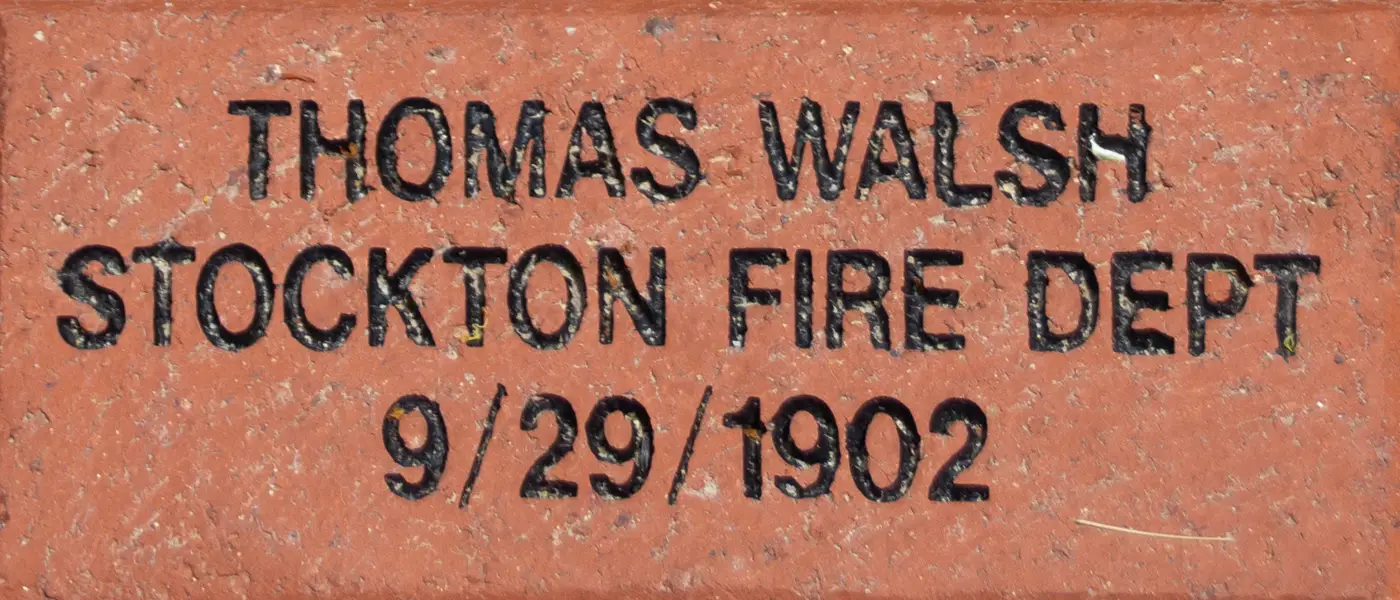 THOMAS WALSH
STOCKTON FIRE DEPT
9/29/1902